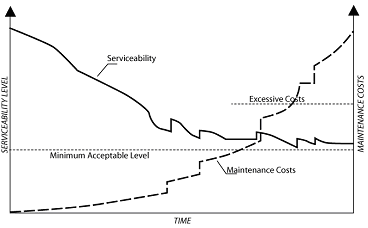 Serviceability
SERVICEABILITY LEVEL
Excessive Costs
MAINTENANCE COSTS
Minimum Acceptable Level
Maintenance Costs
TIME